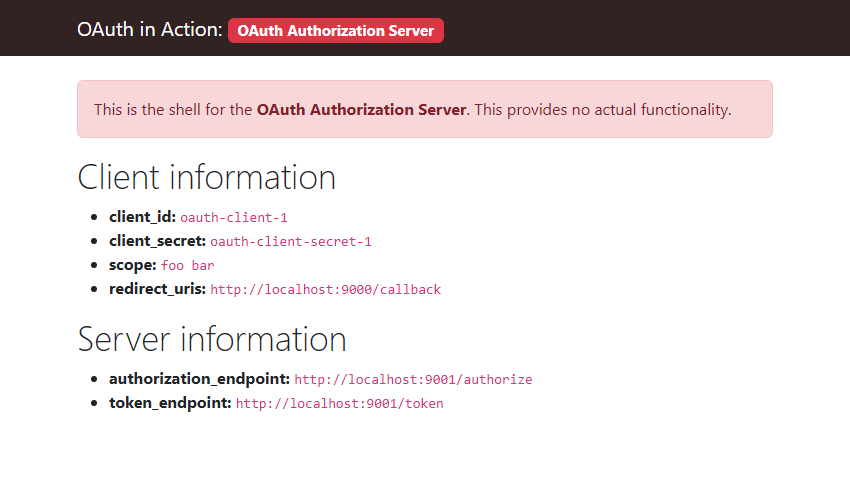 OAuth in Action: OAuth Authorization Server
This is the shell for the OAuth Authorization Server. This provides no actual functionality.
Client information
client_id: oauth-client-1
client_secret: oauth-client-secret-1
scope: foo bar
redirect_uris: http://localhost:9000/callback
Server information
authorization_endpoint: http://localhost:9001/authorize
token_endpoint: http://localhost:9001/token